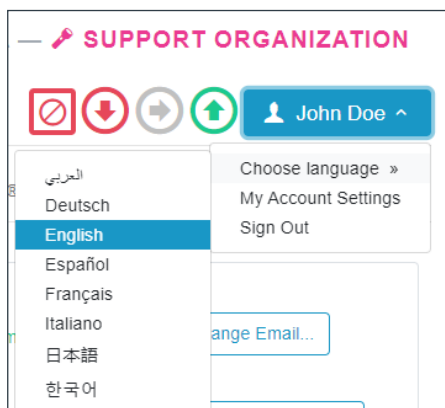 SUPPORT ORGANIZATION
John Doe
Choose language »
My Account Settings
Sign Out
العربي
Deutsch
English
Español
Français
Italiano
日本語
한국어
ange Email...